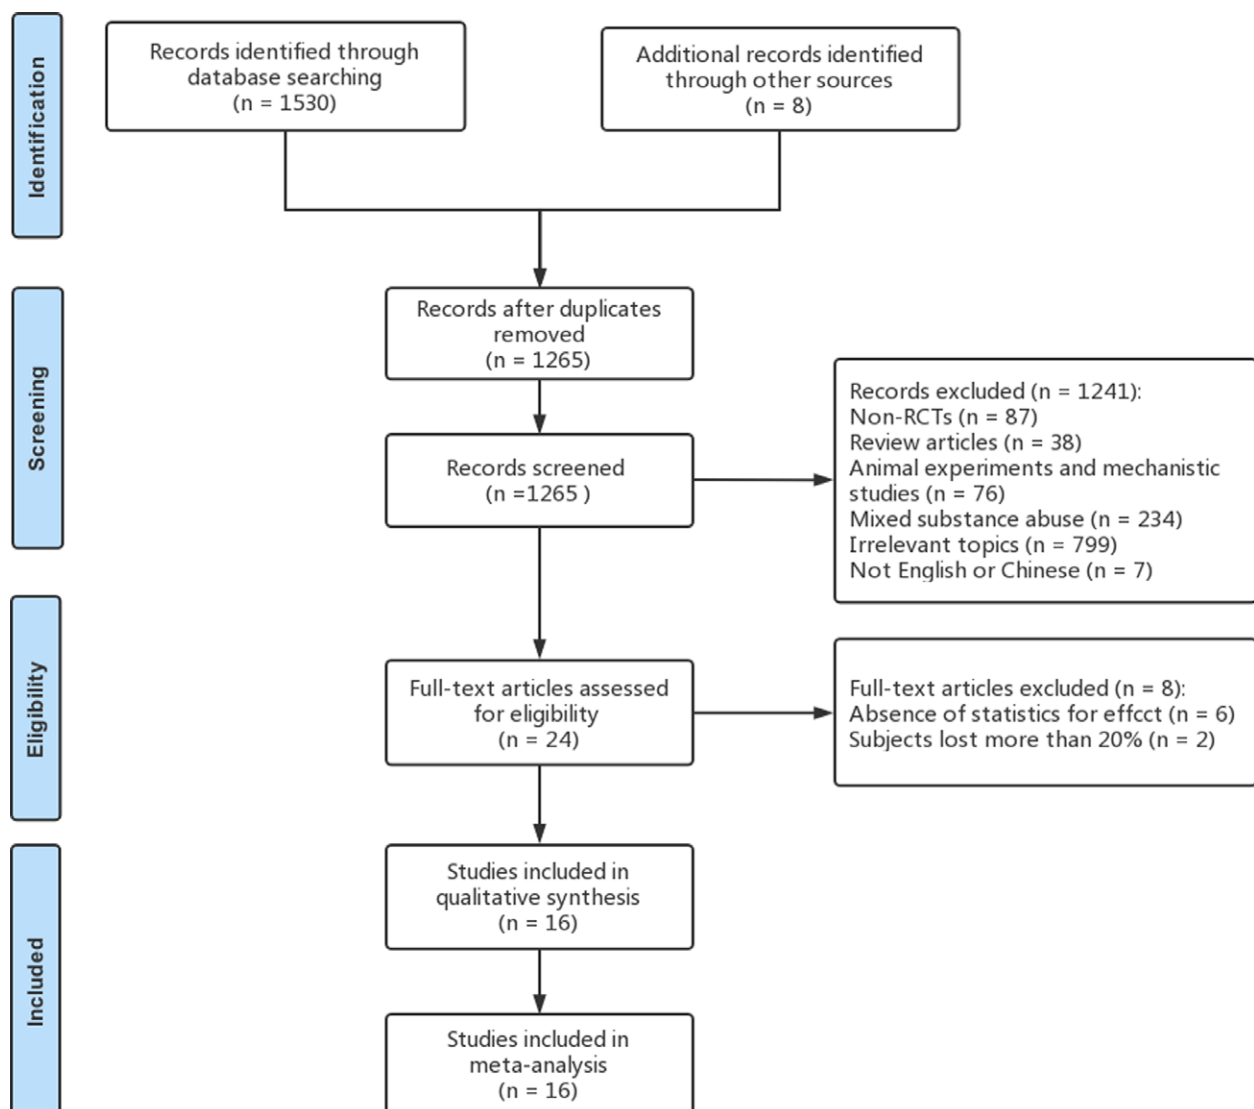 Identification
Records identified through
database searching
(n = 1530)
Additional records identified
through other sources
(n = 8)
Screening
Records after duplicates
removed
(n = 1265)
Records screened
(n =1265 )
Records excluded (n = 1241):
Non-RCTs (n = 87)
Review articles (n = 38)
Animal experiments and mechanistic
studies (n = 76)
Mixed substance abuse (n = 234)
Irrelevant topics (n = 799)
Not English or Chinese (n = 7)
Eligibility
Full-text articles assessed
for eligibility
(n = 24)
Full-text articles excluded (n = 8):
Absence of statistics for effcct (n = 6)
Subjects lost more than 20% (n = 2)
Included
Studies included in
qualitative synthesis
(n = 16)
Studies included in
meta-analysis
(n = 16)